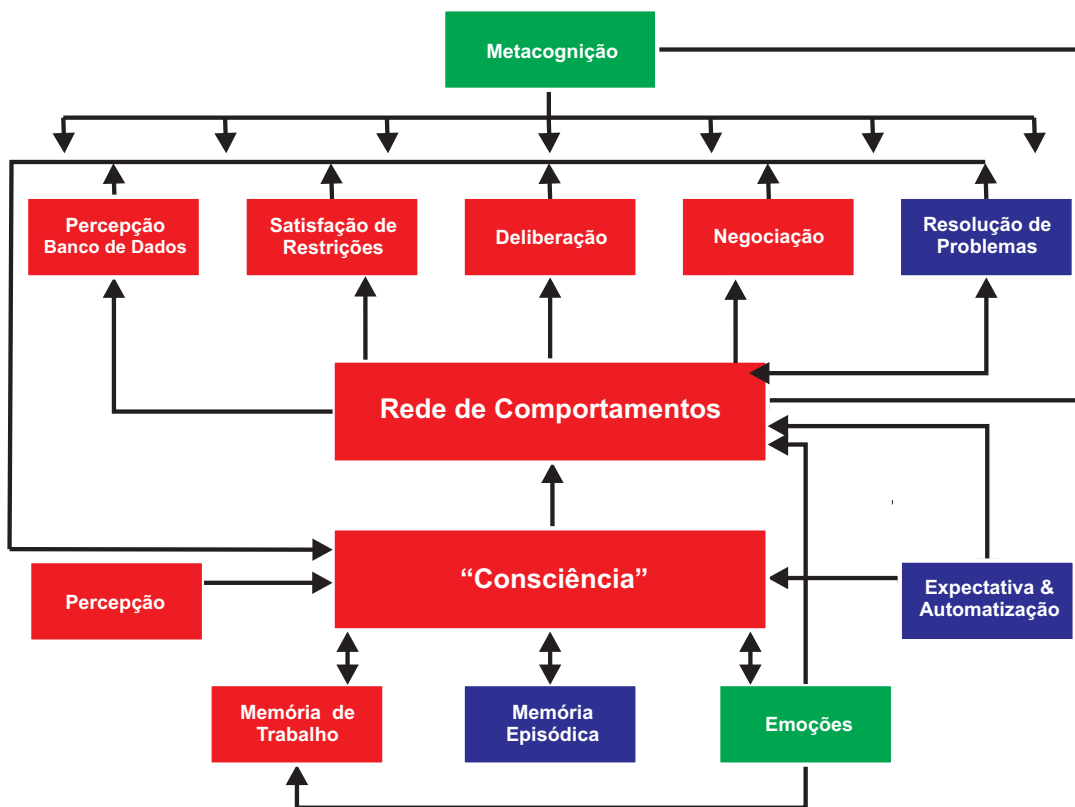 Metacognição
Percepção
Banco de Dados
Satisfação de
Restrições
Deliberação
Negociação
Resolução de
Problemas
Rede de Comportamentos
“Consciência”
Percepção
Expectativa &
Automatização
Memória de
Trabalho
Memória
Episódica
Emoções